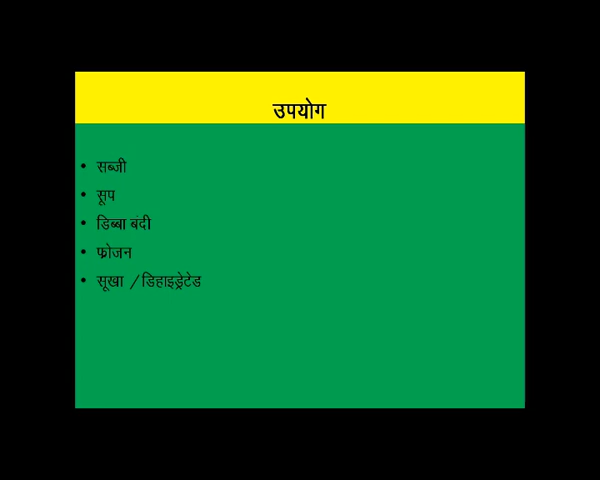 उपयोग
• सब्जी
• सूप
• डिब्बा बंदी
• फ्रोजन
• सूखा / डिहाइड्रेटेड